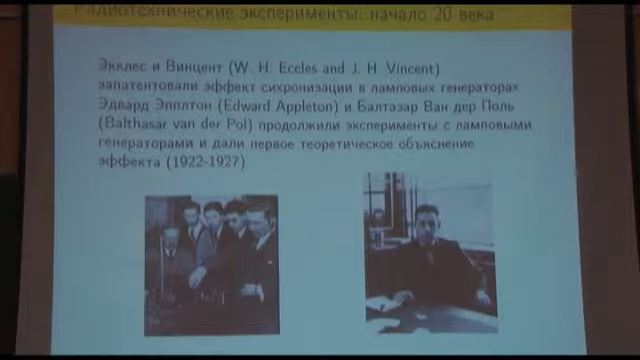 Радиотехнические эксперименты: начало 20 века
Экклес и Винцент (W. H. Eccles and J. H. Vincent)
запатентовали эффект сихронизации в ламповых генераторах
Эдвард Эпплтон (Edward Appleton) и Балтазар Ван дер Поль
(Balthasar van der Pol) продолжили эксперименты с ламповыми
генераторами и дали первое теоретическое объяснение
эффекта (1922-1927)